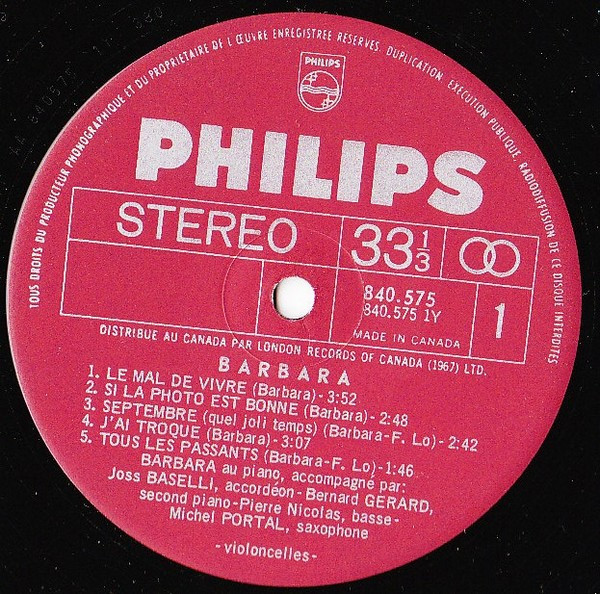 TOUS DROITS DU PRODUCTEUR PHONOGRAPHIQUE ET DU PROPRIETAIRE DE L'ŒUVRE ENREGISTREE RESERVES. DUPLICATION, EXECUTION PUBLIQUE, RADIODIFFUSION DE CE DISQUE INTERDITES
PHILIPS
PHILIPS
STEREO 33 1/3
840.575
840.575 1Y
1
MADE IN CANADA
DISTRIBUE AU CANADA PAR LONDON RECORDS OF CANADA (1967) LTD.
BARBARA
1. LE MAL DE VIVRE (Barbara)-3:52
2. SI LA PHOTO EST BONNE (Barbara)-2:48
3. SEPTEMBRE (quel joli temps) (Barbara-F. Lo)-2:42
4. J'AI TROQUE (Barbara)-3:07
5. TOUS LES PASSANTS (Barbara-F. Lo)-1:46
BARBARA au piano, accompagné par:
Joss BASELLI, accordéon-Bernard GERARD,
second piano-Pierre Nicolas, basse-
Michel PORTAL, saxophone
-violoncelles-